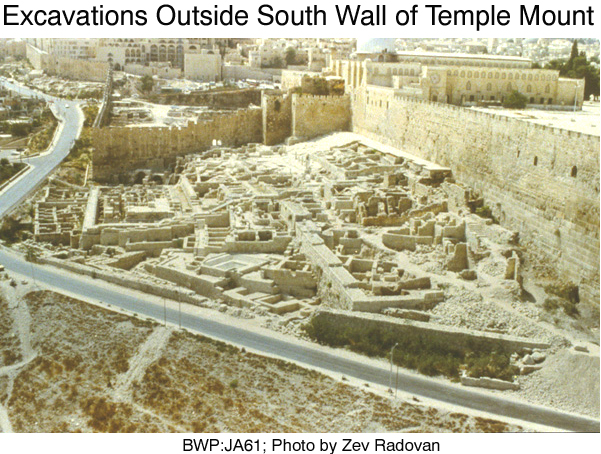 Excavations Outside South Wall of Temple Mount
BWP:JA61; Photo by Zev Radovan